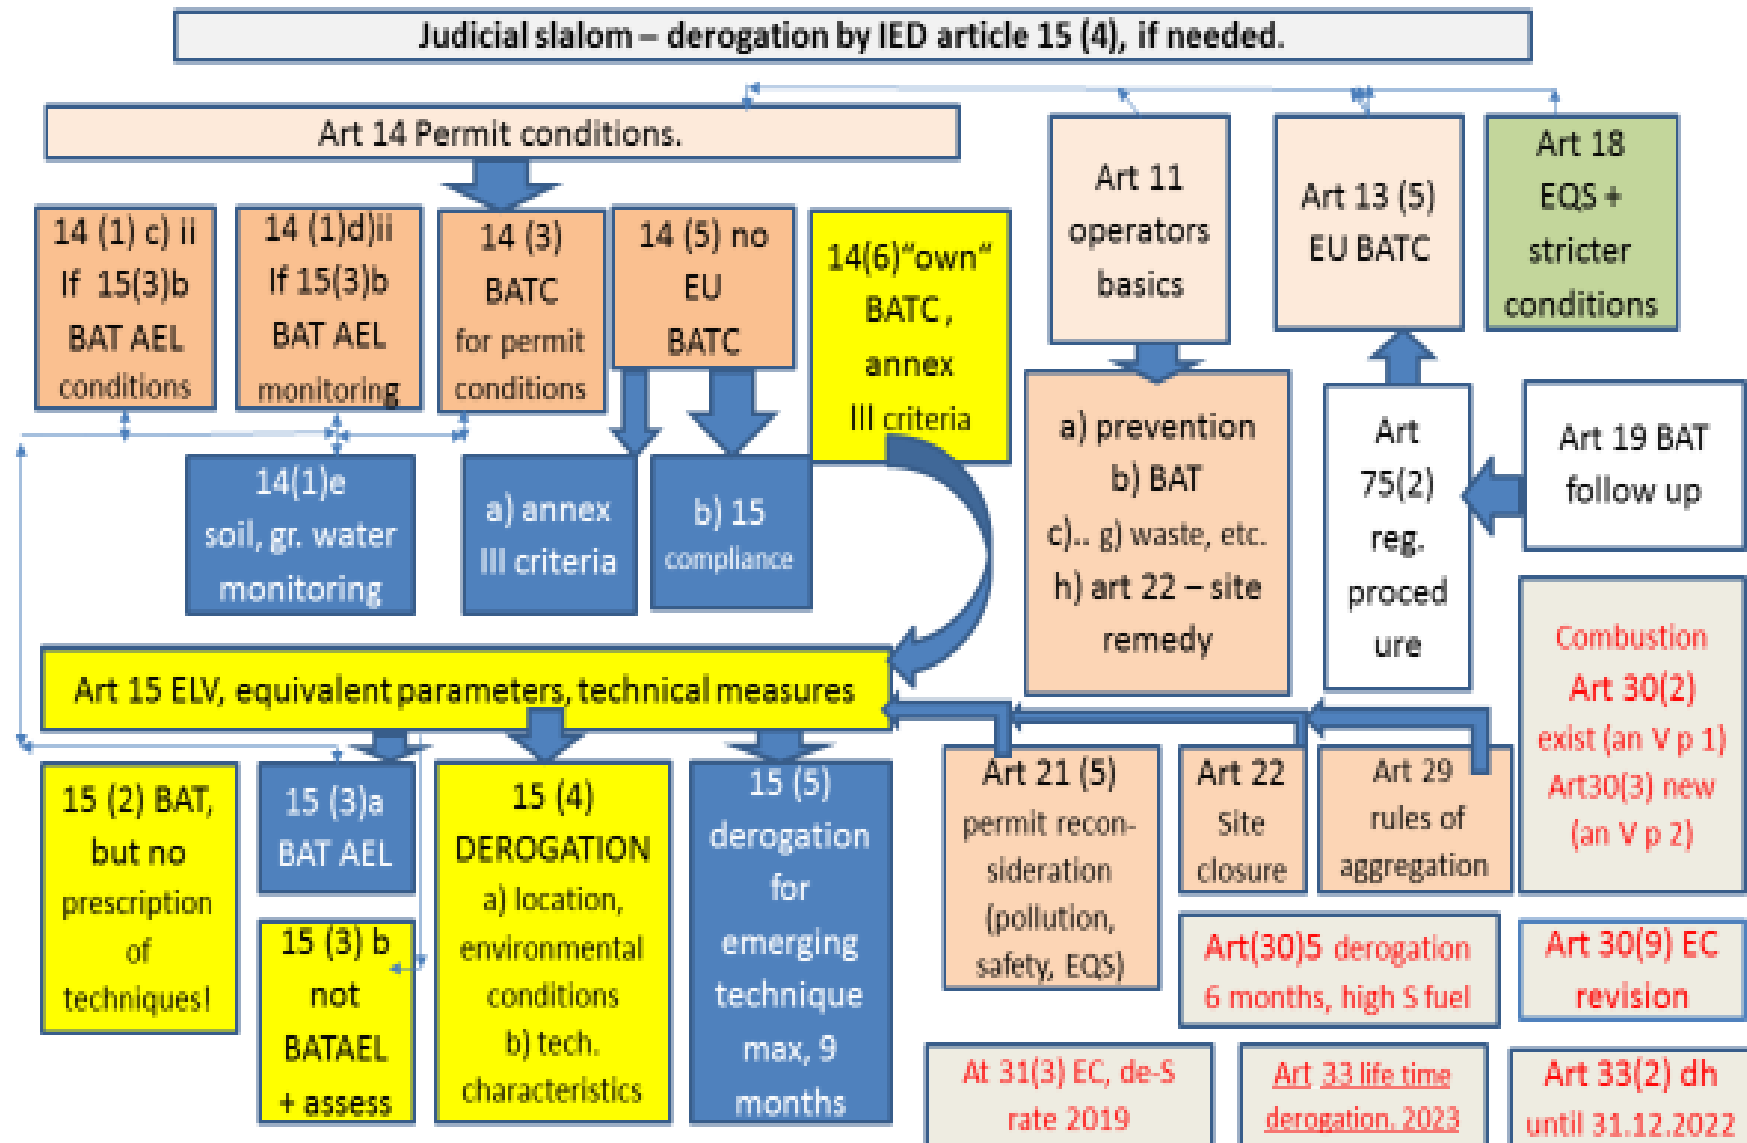 Judicial slalom – derogation by IED article 15 (4), if needed.
Art 14 Permit conditions.
14 (1) c) ii
If 15(3)b
BAT AEL
conditions
14 (1)d)ii
If 15(3)b
BAT AEL
monitoring
14 (3)
BATC
for permit
conditions
14 (5) no
EU
BATC
14(6)“own“
BATC ,
annex
III criteria
Art 11
operators
basics
Art 13 (5)
EU BATC
Art 18
EQS +
stricter
conditions
14(1)e
soil, gr. water
monitoring
a) annex
III criteria
b) 15
compliance
a) prevention
b) BAT
c).. g) waste, etc.
h) art 22 – site
remedy
Art
75(2)
reg.
proced
ure
Art 19 BAT
follow up
Combustion
Art 30(2)
exist (an V p 1)
Art30(3) new
(an V p 2)
Art 15 ELV, equivalent parameters, technical measures
15 (2) BAT,
but no
prescription
of
techniques!
15 (3)a
BAT AEL
15 (3) b
not
BATAEL
+ assess
15 (4)
DEROGATION
a) location,
environmental
conditions
b) tech.
characteristics
15 (5)
derogation
for
emerging
technique
max, 9
months
Art 21 (5)
permit recon-
sideration
(pollution,
safety, EQS)
Art 22
Site
closure
Art 29
rules of
aggregation
Art(30)5 derogation
6 months, high S fuel
Art 30(9) EC
revision
At 31(3) EC, de-S
rate 2019
Art 33 life time
derogation. 2023
Art 33(2) dh
until 31.12.2022